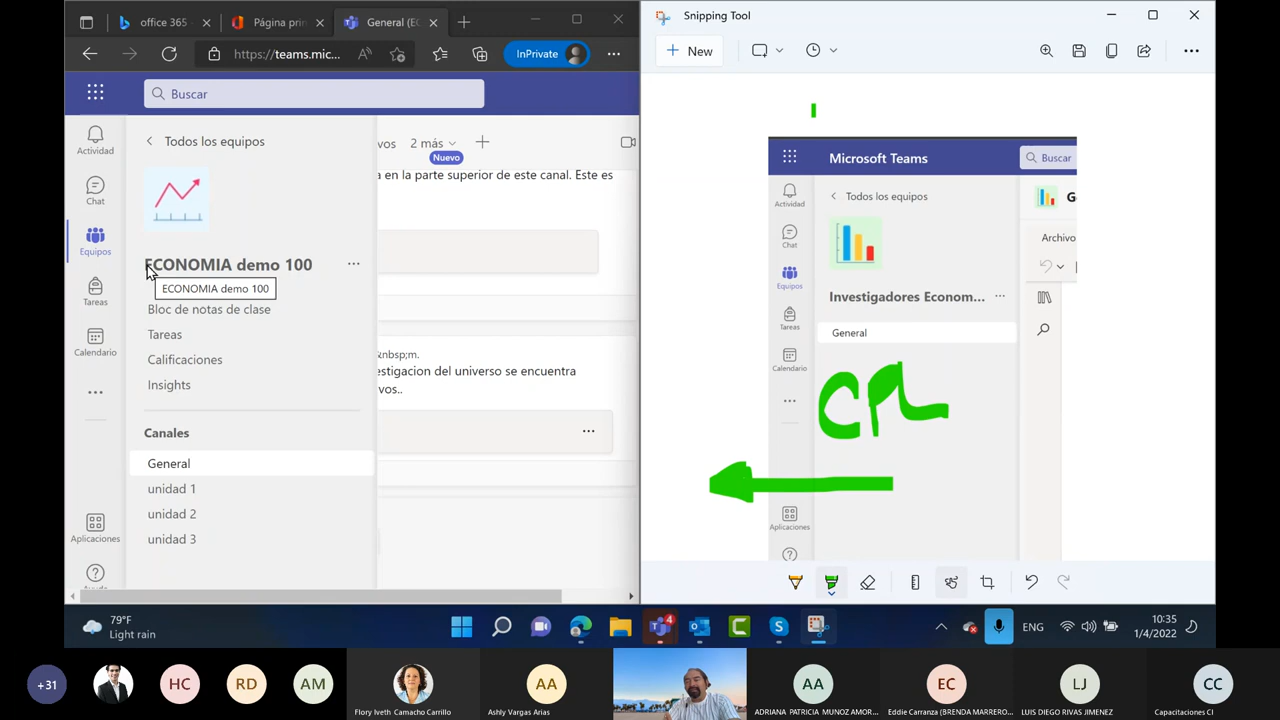 office 365 -
Página prin
General (EC
https://teams.mic...
InPrivate
Buscar
Actividad
Chat
Equipos
Tareas
Calendario
Aplicaciones
Ayuda
Todos los equipos
ECONOMIA demo 100
ECONOMIA demo 100
Bloc de notas de clase
Tareas
Calificaciones
Insights
Canales
General
unidad 1
unidad 2
unidad 3
vos 2 más
Nuevo
a en la parte superior de este canal. Este es
&nbsp;m.
estigacion del universo se encuentra
vos..
Snipping Tool
New
Microsoft Teams
Buscar
Actividad
Chat
Equipos
Tareas
Calendario
Aplicaciones
Todos los equipos
Investigadores Econom...
General
Archivo
79°F
Light rain
4
ENG
10:35
1/4/2022
+31
HC
RD
AM
Flory Iveth Camacho Carrillo
AA
Ashly Vargas Arias
AA
ADRIANA PATRICIA MUNOZ AMOR...
EC
Eddie Carranza (BRENDA MARRERO...
LJ
LUIS DIEGO RIVAS JIMENEZ
CC
Capacitaciones CI